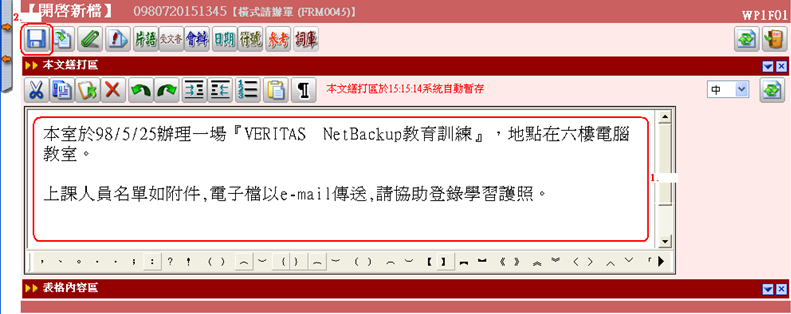 2.
【開啓新檔】 0980720151345【橫式請辦單 (FRM0045)】 WP1F01
片語 受文者 會辦 日期 符號 參考 詞庫
本文繕打區
本文繕打區於15:15:14系統自動暫存 中
本室於98/5/25辦理一場『VERITAS NetBackup教育訓練』，地點在六樓電腦
教室。
1.
上課人員名單如附件,電子檔以e-mail傳送,請協助登錄學習護照。
， 、 。 ． ‧ ； ： ？ ！ （ ） ︵ ︶ ｛ ｝ ︷ ︸ 〔 〕 ︹ ︺ 【 】 ︻ ︼ 《 》 ︽ ︾ 〈 〉 ︿ ﹀ 「
表格內容區